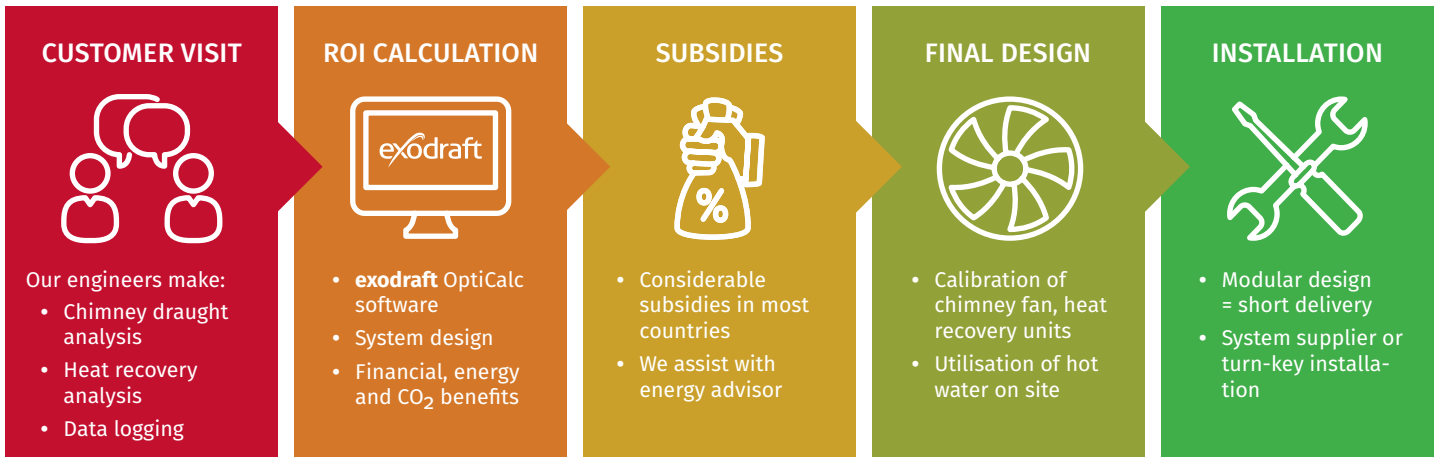 CUSTOMER VISIT
Our engineers make:
• Chimney draught
analysis
• Heat recovery
analysis
• Data logging
ROI CALCULATION
exodraft
• exodraft OptiCalc
software
• System design
• Financial, energy
and CO2 benefits
SUBSIDIES
%
• Considerable
subsidies in most
countries
• We assist with
energy advisor
FINAL DESIGN
• Calibration of
chimney fan, heat
recovery units
• Utilisation of hot
water on site
INSTALLATION
• Modular design
= short delivery
• System supplier or
turn-key installa-
tion